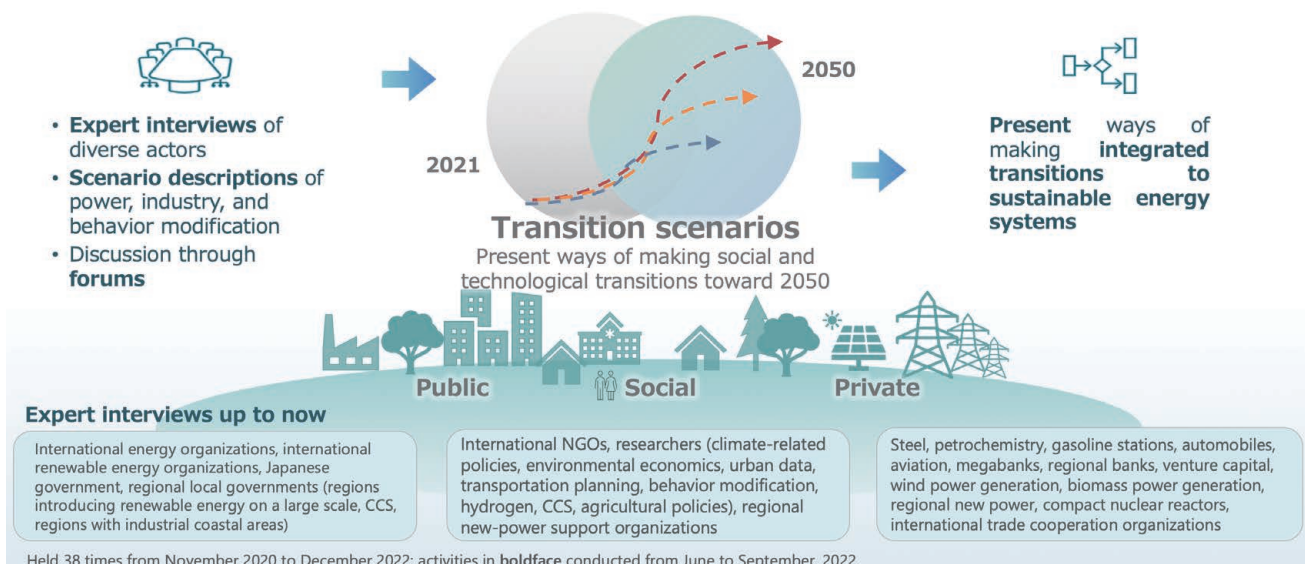 • Expert interviews of
diverse actors
• Scenario descriptions of
power, industry, and
behavior modification
• Discussion through
forums
2021
2050
Transition scenarios
Present ways of making social and
technological transitions toward 2050
Present ways of
making integrated
transitions to
sustainable energy
systems
Public
Social
Private
Expert interviews up to now
International energy organizations, international
renewable energy organizations, Japanese
government, regional local governments (regions
introducing renewable energy on a large scale, CCS,
regions with industrial coastal areas)
International NGOs, researchers (climate-related
policies, environmental economics, urban data,
transportation planning, behavior modification,
hydrogen, CCS, agricultural policies), regional
new-power support organizations
Steel, petrochemistry, gasoline stations, automobiles,
aviation, megabanks, regional banks, venture capital,
wind power generation, biomass power generation,
regional new power, compact nuclear reactors,
international trade cooperation organizations
Held 38 times from November 2020 to December 2022; activities in boldface conducted from June to September, 2022